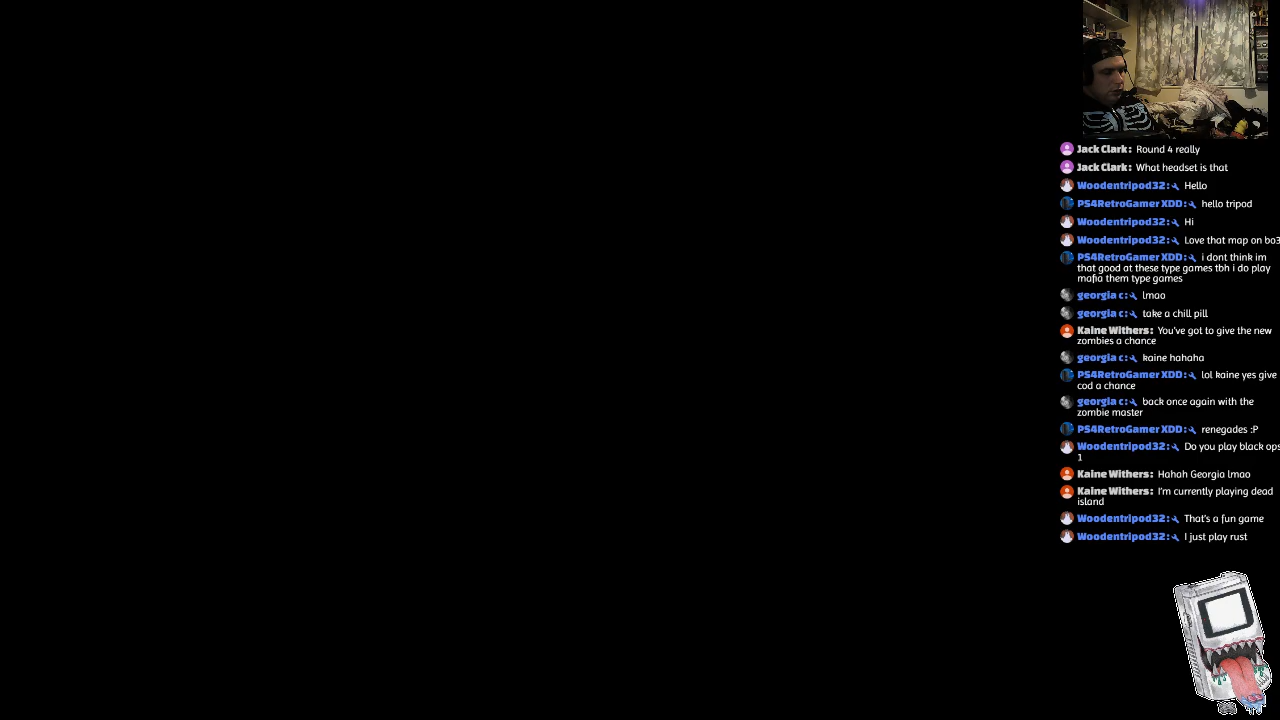 Jack Clark: Round 4 really
Jack Clark: What headset is that
Woodentripod32: Hello
PS4RetroGamer XDD: hello tripod
Woodentripod32: Hi
Woodentripod32: Love that map on bo3
PS4RetroGamer XDD: i dont think im
that good at these type games tbh i do play
mafia them type games
georgia c: lmao
georgia c: take a chill pill
Kaine Withers: You've got to give the new
zombies a chance
georgia c: kaine hahaha
PS4RetroGamer XDD: lol kaine yes give
cod a chance
georgia c: back once again with the
zombie master
PS4RetroGamer XDD: renegades :P
Woodentripod32: Do you play black ops
1
Kaine Withers: Hahah Georgia lmao
Kaine Withers: I'm currently playing dead
island
Woodentripod32: That's a fun game
Woodentripod32: I just play rust